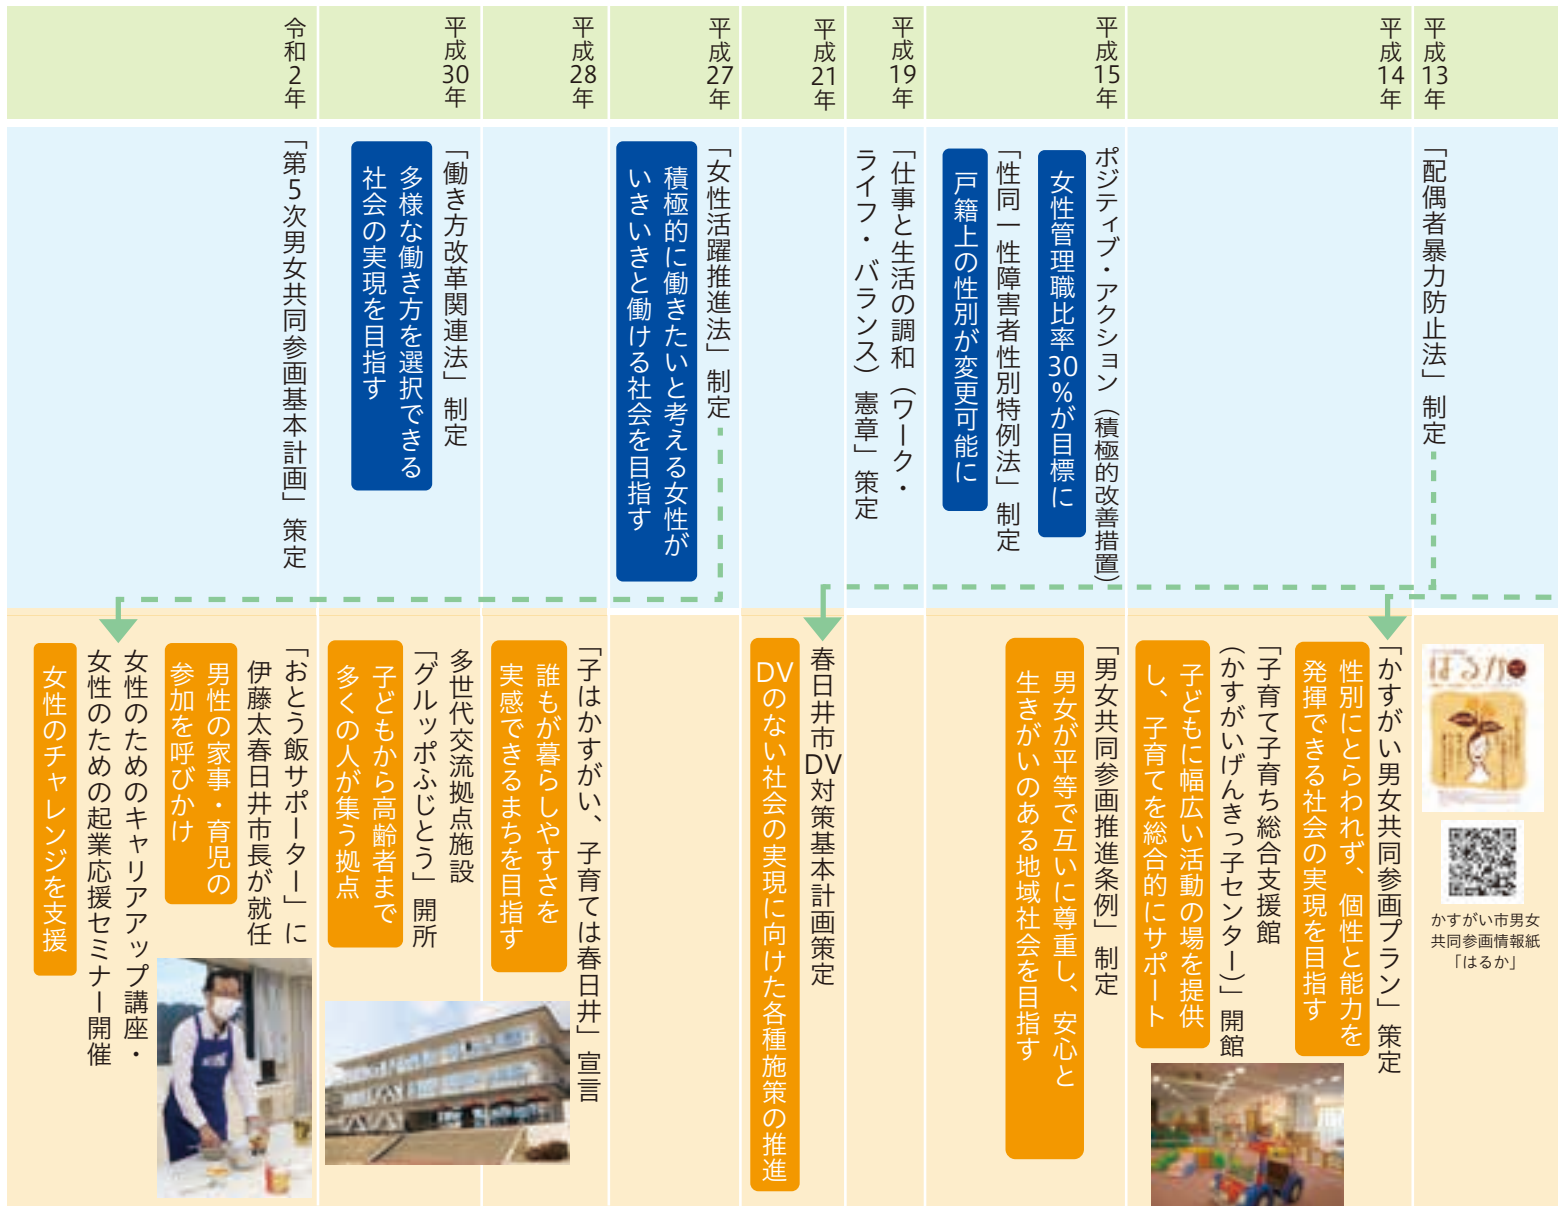 平成13年
「配偶者暴力防止法」制定
はるか
かすがい市男女
共同参画情報紙
「はるか」
平成14年
「かすがい男女共同参画プラン」策定
性別にとらわれず、個性と能力を
発揮できる社会の実現を目指す
「子育て子育ち総合支援館
(かすがいげんきっ子センター)」開館
子どもに幅広い活動の場を提供
し、子育てを総合的にサポート
平成15年
ポジティブ・アクション(積極的改善措置)
女性管理職比率30%が目標に
「性同一性障害者性別特例法」制定
戸籍上の性別が変更可能に
「男女共同参画推進条例」制定
男女が平等で互いに尊重し、安心と
生きがいのある地域社会を目指す
平成19年
「仕事と生活の調和(ワーク・
ライフ・バランス)憲章」策定
平成21年
春日井市DV対策基本計画策定
DVのない社会の実現に向けた各種施策の推進
平成27年
「女性活躍推進法」制定
積極的に働きたいと考える女性が
いきいきと働ける社会を目指す
平成28年
「子はかすがい、子育ては春日井」宣言
誰もが暮らしやすさを
実感できるまちを目指す
平成30年
「働き方改革関連法」制定
多様な働き方を選択できる
社会の実現を目指す
多世代交流拠点施設
「グルッポふじとう」開所
子どもから高齢者まで
多くの人が集う拠点
令和2年
「第5次男女共同参画基本計画」策定
「おとう飯サポーター」に
伊藤太春日井市長が就任
男性の家事・育児の
参加を呼びかけ
女性のためのキャリアアップ講座・
女性のための起業応援セミナー開催
女性のチャレンジを支援